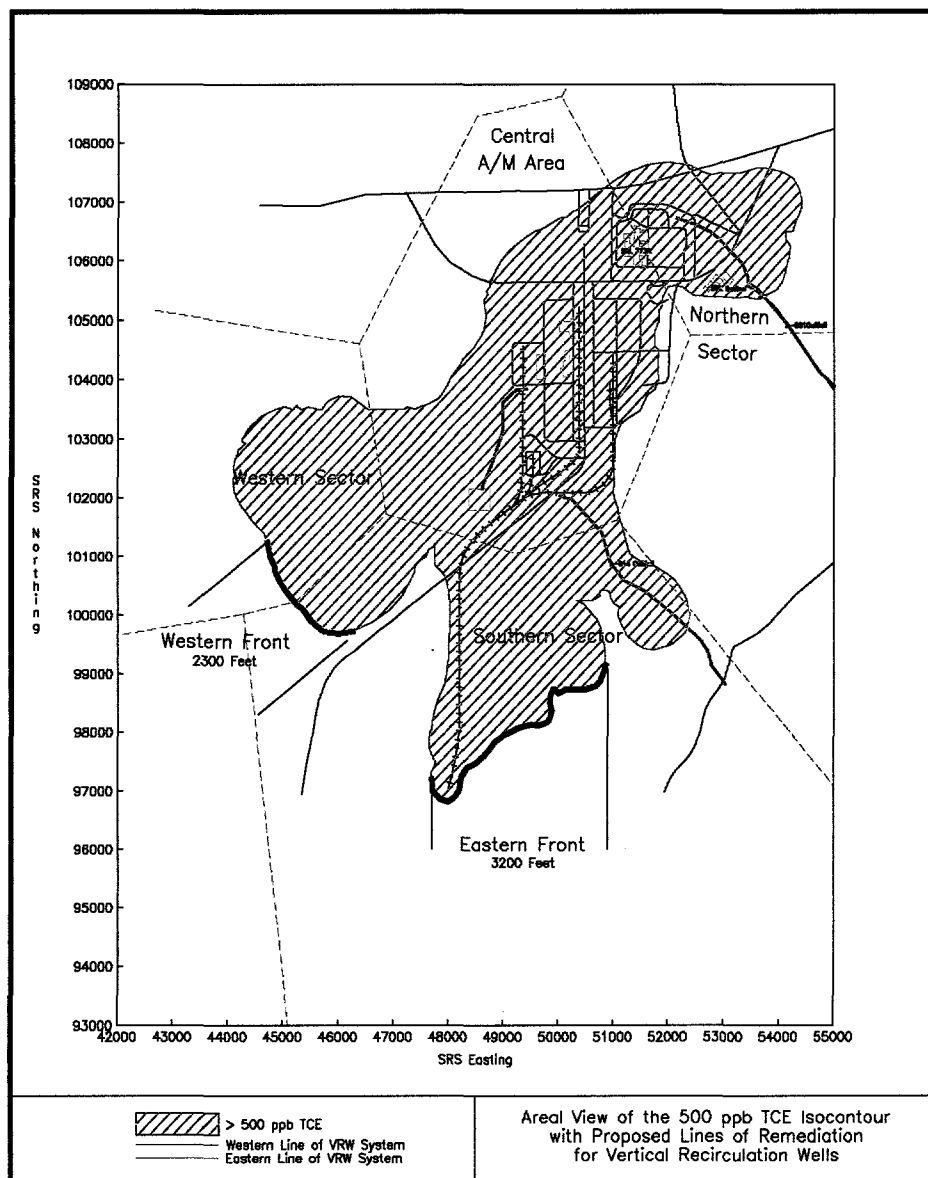 109000
108000
107000
106000
105000
104000
103000
102000
101000
100000
99000
98000
97000
96000
95000
94000
93000
SRS Northing
Central
A/M Area
Northern
Sector
Western Sector
Western Front
2300 Feet
Southern Sector
Eastern Front
3200 Feet
42000 43000 44000 45000 46000 47000 48000 49000 50000 51000 52000 53000 54000 55000
SRS Easting
> 500 ppb TCE
Western Line of VRW System
Eastern Line of VRW System
Areal View of the 500 ppb TCE Isocontour
with Proposed Lines of Remediation
for Vertical Recirculation Wells